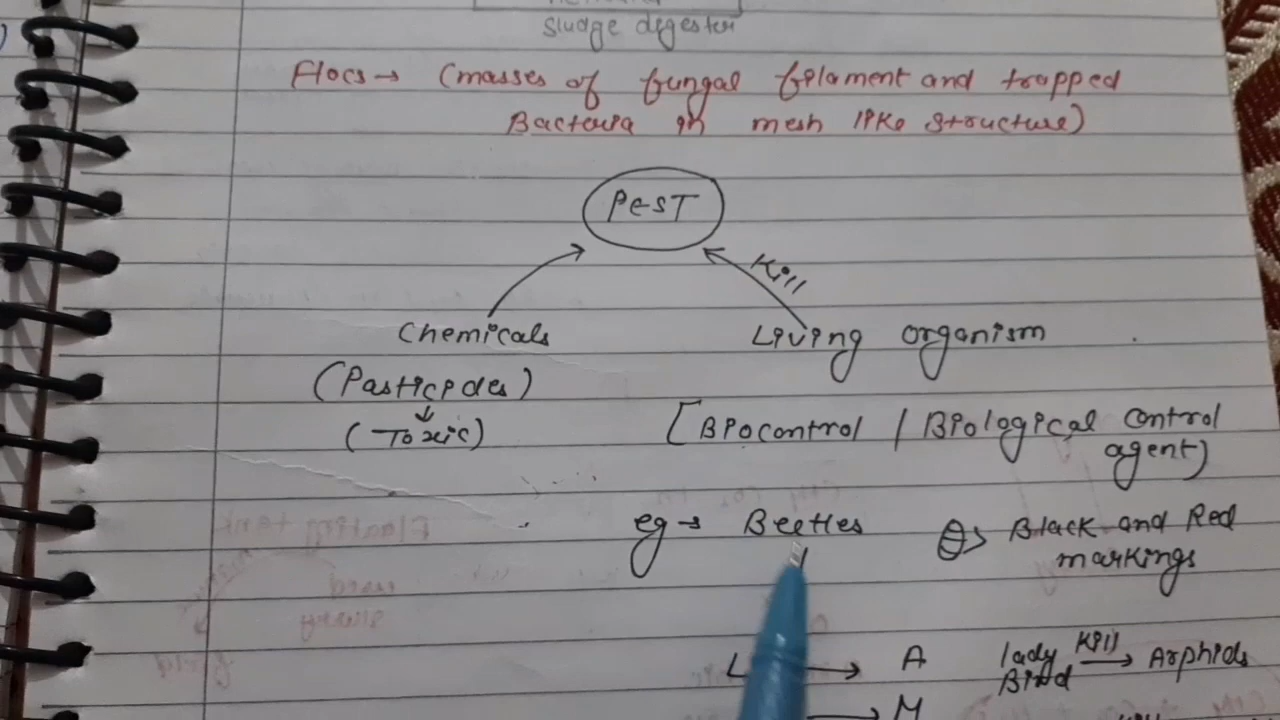 Sludge digester
Flocs → (masses of fungal filament and trapped
Bacteria in mesh like structure)
PEST
Kill
Chemicals
Living organism
(Pasticides)
↓
(Toxic)
[Biocontrol / Biological control
agent)
eg → Beetles
Black and Red
markings
L → A
lady Bird Kill → Arphids
→ M